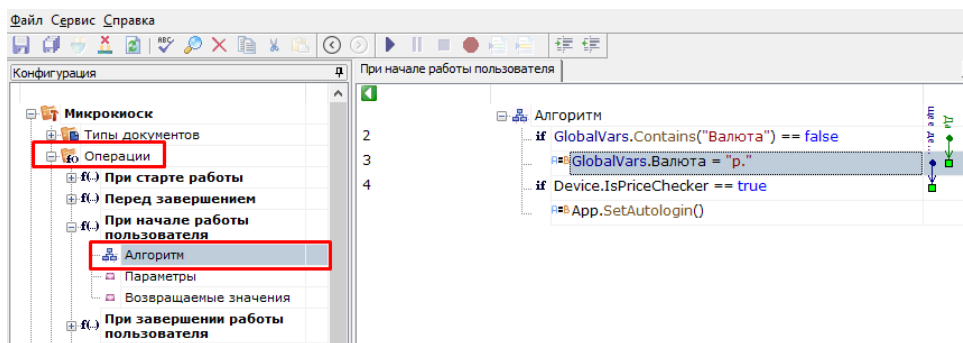 Файл Сервис Справка
Конфигурация
При начале работы пользователя
Микрокиоск
Типы документов
Операции
При старте работы
Перед завершением
При начале работы
пользователя
Алгоритм
Параметры
Возвращаемые значения
При завершении работы
пользователя
Алгоритм
2 if GlobalVars.Contains("Валюта") == false
3 GlobalVars.Валюта = "р."
4 if Device.IsPriceChecker == true
App.SetAutologin()
Да